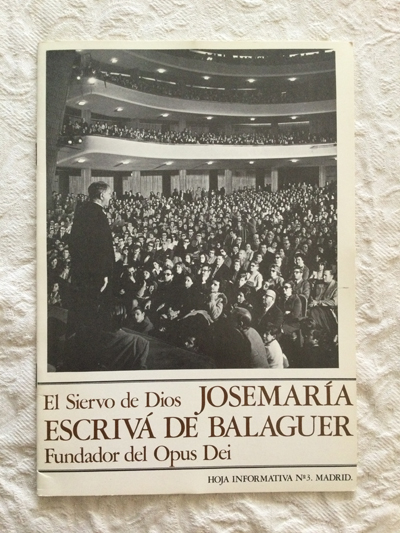 El Siervo de Dios JOSEMARÍA
ESCRIVÁ DE BALAGUER
Fundador del Opus Dei
HOJA INFORMATIVA Nº3. MADRID.